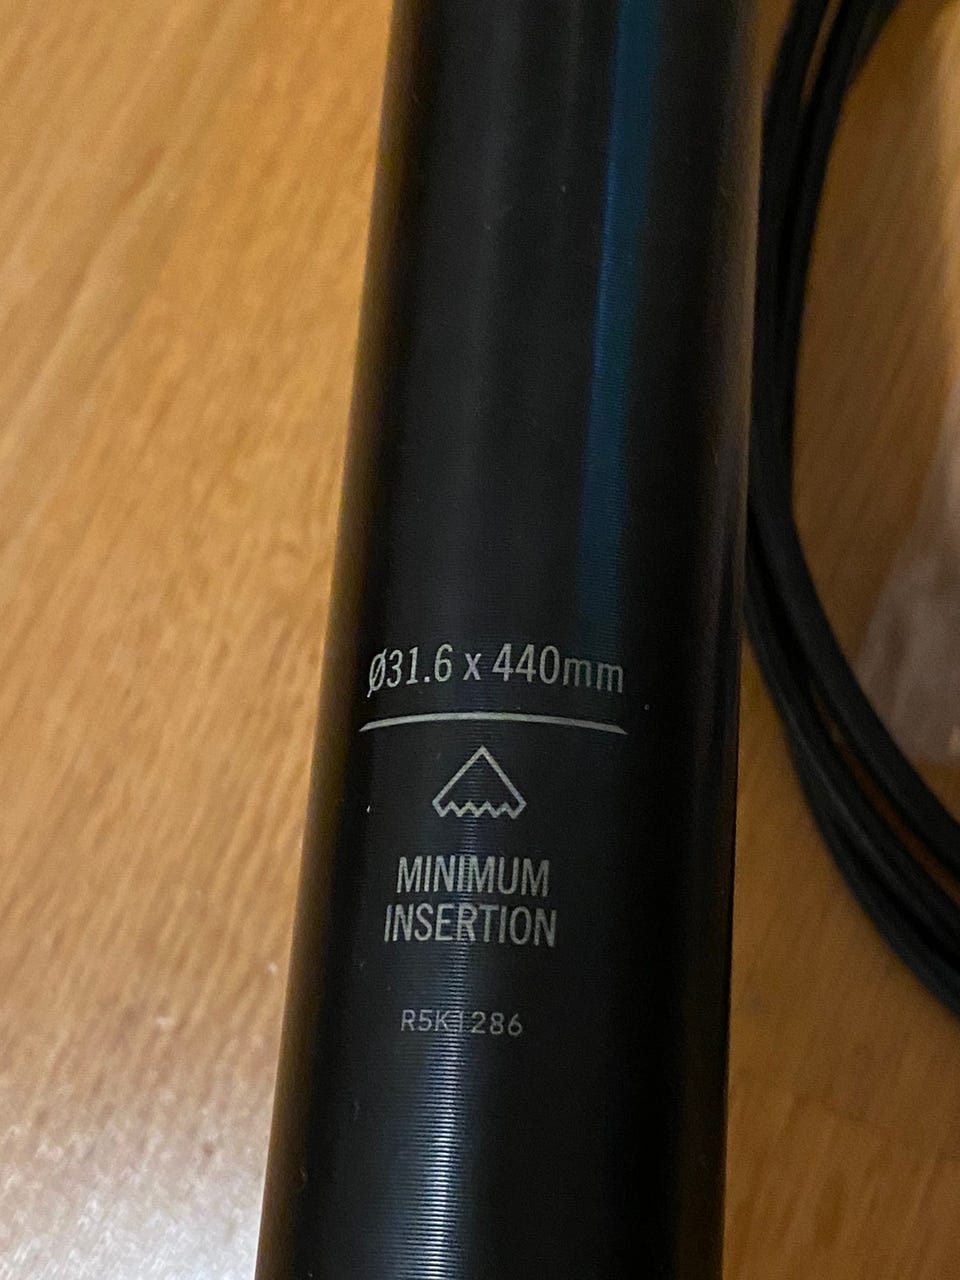 Ø31.6 x 440mm
MINIMUM
INSERTION
R5K1286